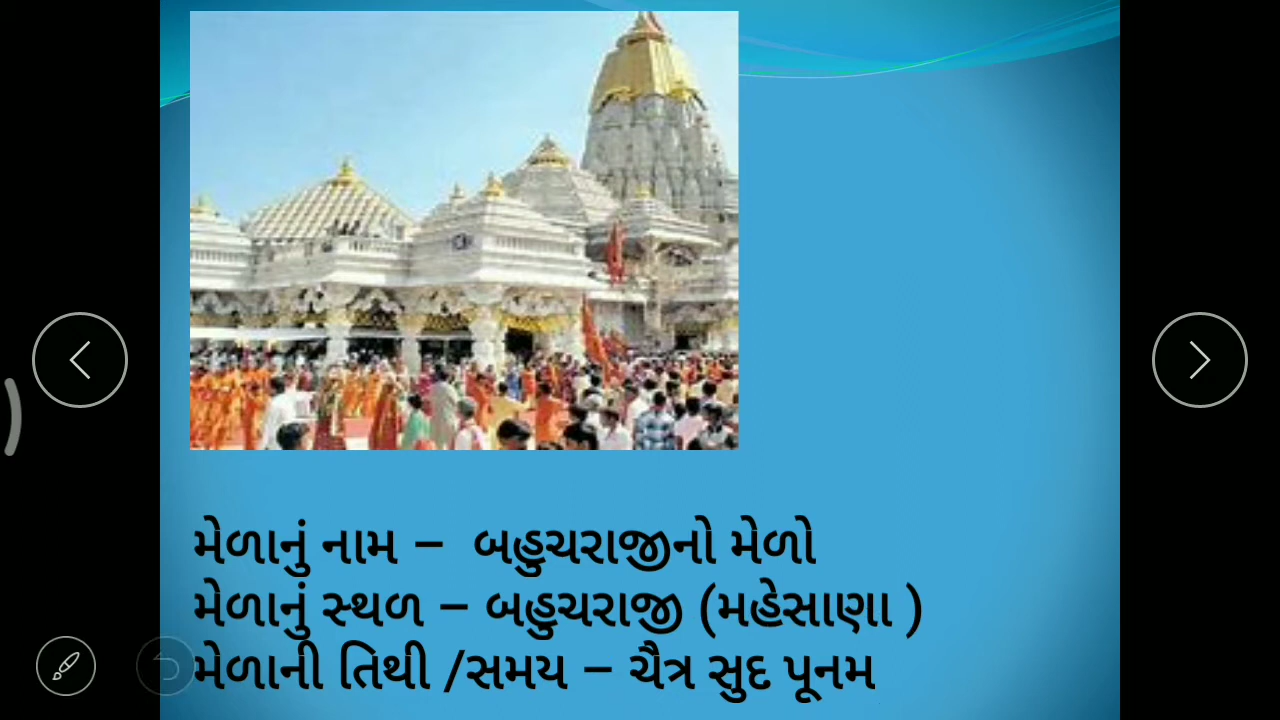 મેળાનું નામ – બહુચરાજીનો મેળો
મેળાનું સ્થળ – બહુચરાજી (મહેસાણા )
મેળાની તિથી /સમય – ચૈત્ર સુદ પૂનમ